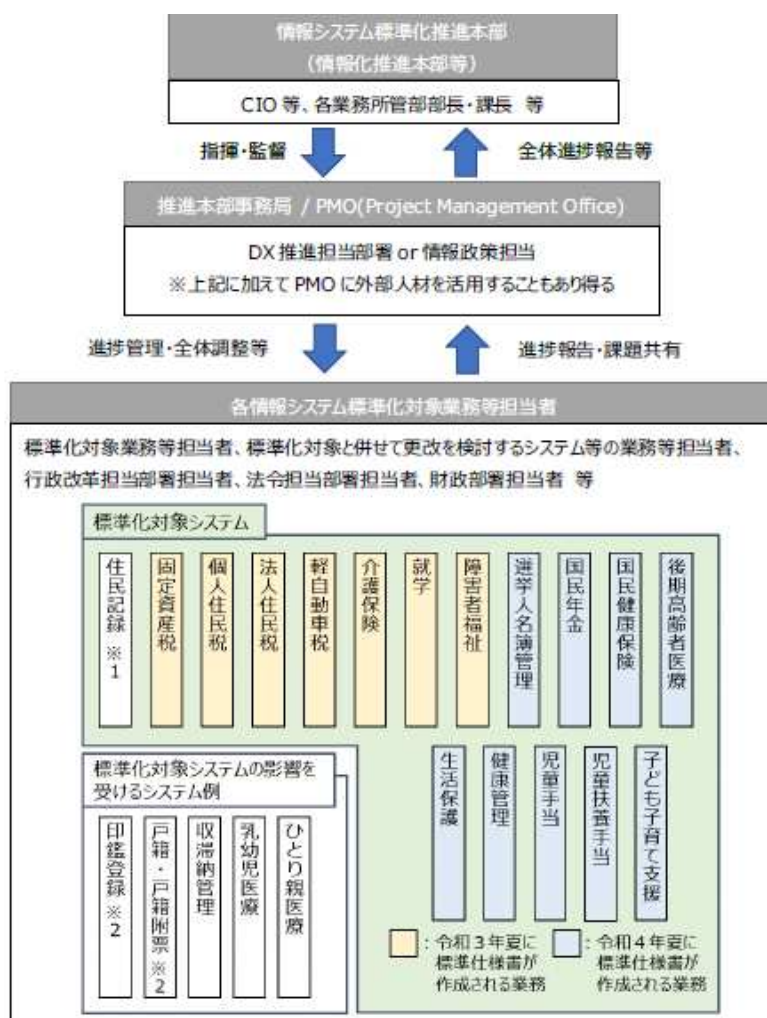 情報システム標準化推進本部
（情報化推進本部等）
CIO 等、各業務所管部部長・課長 等
指揮・監督
全体進捗報告等
推進本部事務局 / PMO(Project Management Office)
DX 推進担当部署 or 情報政策担当
※上記に加えて PMO に外部人材を活用することもあり得る
進捗管理・全体調整等
進捗報告・課題共有
各情報システム標準化対象業務等担当者
標準化対象業務等担当者、標準化対象と併せて更改を検討するシステム等の業務等担当者、
行政改革担当部署担当者、法令担当部署担当者、財政部署担当者 等
標準化対象システム
住民記録 ※1
固定資産税
個人住民税
法人住民税
軽自動車税
介護保険
就学
障害者福祉
選挙人名簿管理
国民年金
国民健康保険
後期高齢者医療
生活保護
健康管理
児童手当
児童扶養手当
子ども子育て支援
標準化対象システムの影響を
受けるシステム例
印鑑登録 ※2
戸籍・戸籍附票 ※2
収滞納管理
乳幼児医療
ひとり親医療
：令和３年夏に
標準仕様書が
作成される業務
：令和４年夏に
標準仕様書が
作成される業務